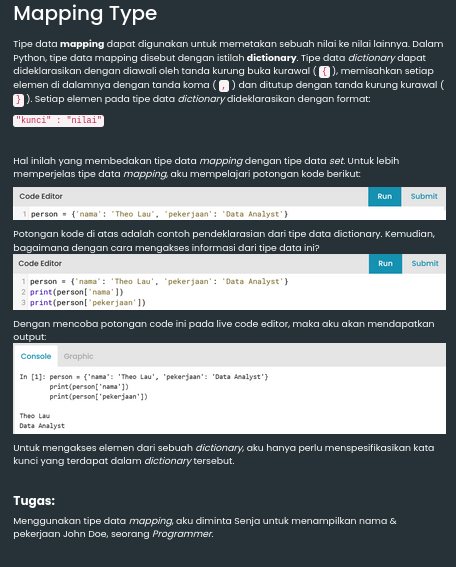 Mapping Type
Tipe data mapping dapat digunakan untuk memetakan sebuah nilai ke nilai lainnya. Dalam
Python, tipe data mapping disebut dengan istilah dictionary. Tipe data dictionary dapat
dideklarasikan dengan diawali oleh tanda kurung buka kurawal ( { ), memisahkan setiap
elemen di dalamnya dengan tanda koma ( , ) dan ditutup dengan tanda kurung kurawal (
} ). Setiap elemen pada tipe data dictionary dideklarasikan dengan format:
"kunci" : "nilai"
Hal inilah yang membedakan tipe data mapping dengan tipe data set. Untuk lebih
memperjelas tipe data mapping, aku mempelajari potongan kode berikut:
Code Editor Run Submit
1 person = {'nama': 'Theo Lau', 'pekerjaan': 'Data Analyst'}
Potongan kode di atas adalah contoh pendeklarasian dari tipe data dictionary. Kemudian,
bagaimana dengan cara mengakses informasi dari tipe data ini?
Code Editor Run Submit
1 person = {'nama': 'Theo Lau', 'pekerjaan': 'Data Analyst'}
2 print(person['nama'])
3 print(person['pekerjaan'])
Dengan mencoba potongan code ini pada live code editor, maka aku akan mendapatkan
output:
Console Graphic
In [1]: person = {'nama': 'Theo Lau', 'pekerjaan': 'Data Analyst'}
print(person['nama'])
print(person['pekerjaan'])
Theo Lau
Data Analyst
Untuk mengakses elemen dari sebuah dictionary, aku hanya perlu menspesifikasikan kata
kunci yang terdapat dalam dictionary tersebut.
Tugas:
Menggunakan tipe data mapping, aku diminta Senja untuk menampilkan nama &
pekerjaan John Doe, seorang Programmer.